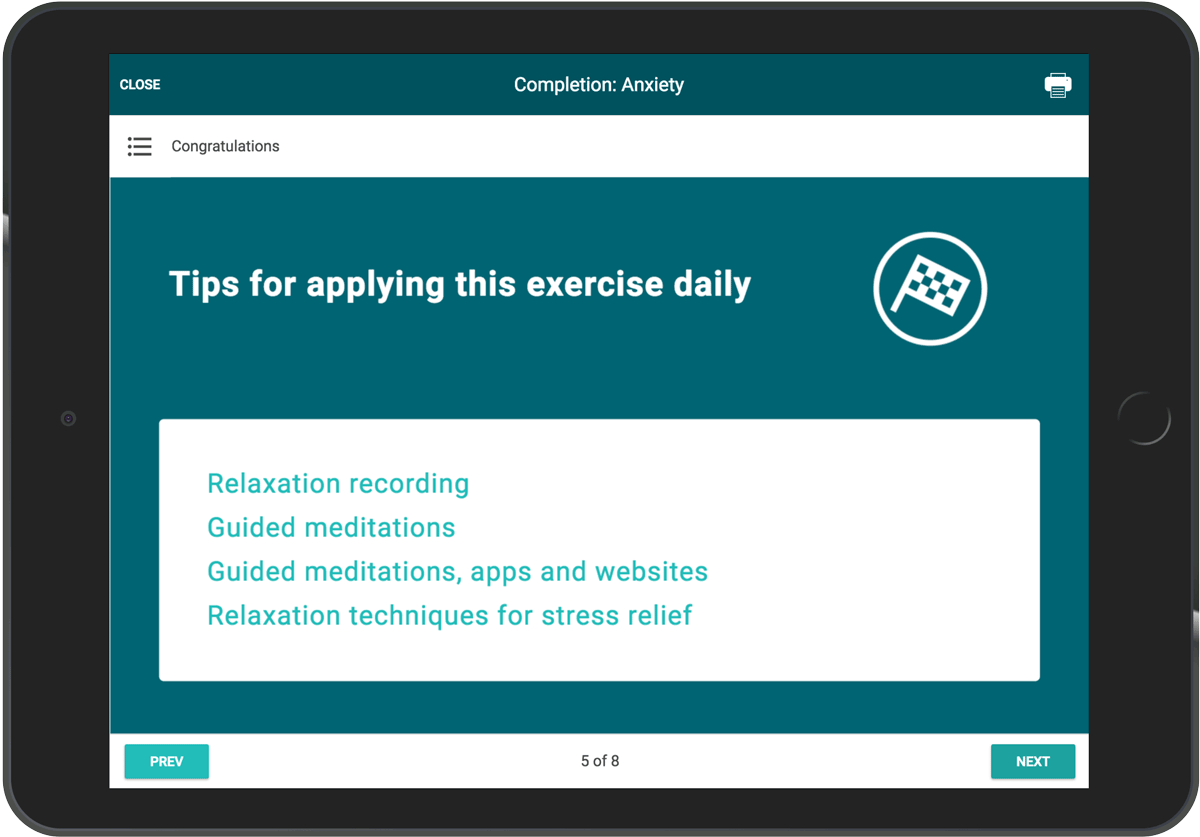 CLOSE
Completion: Anxiety
Congratulations
Tips for applying this exercise daily
Relaxation recording
Guided meditations
Guided meditations, apps and websites
Relaxation techniques for stress relief
PREV
5 of 8
NEXT